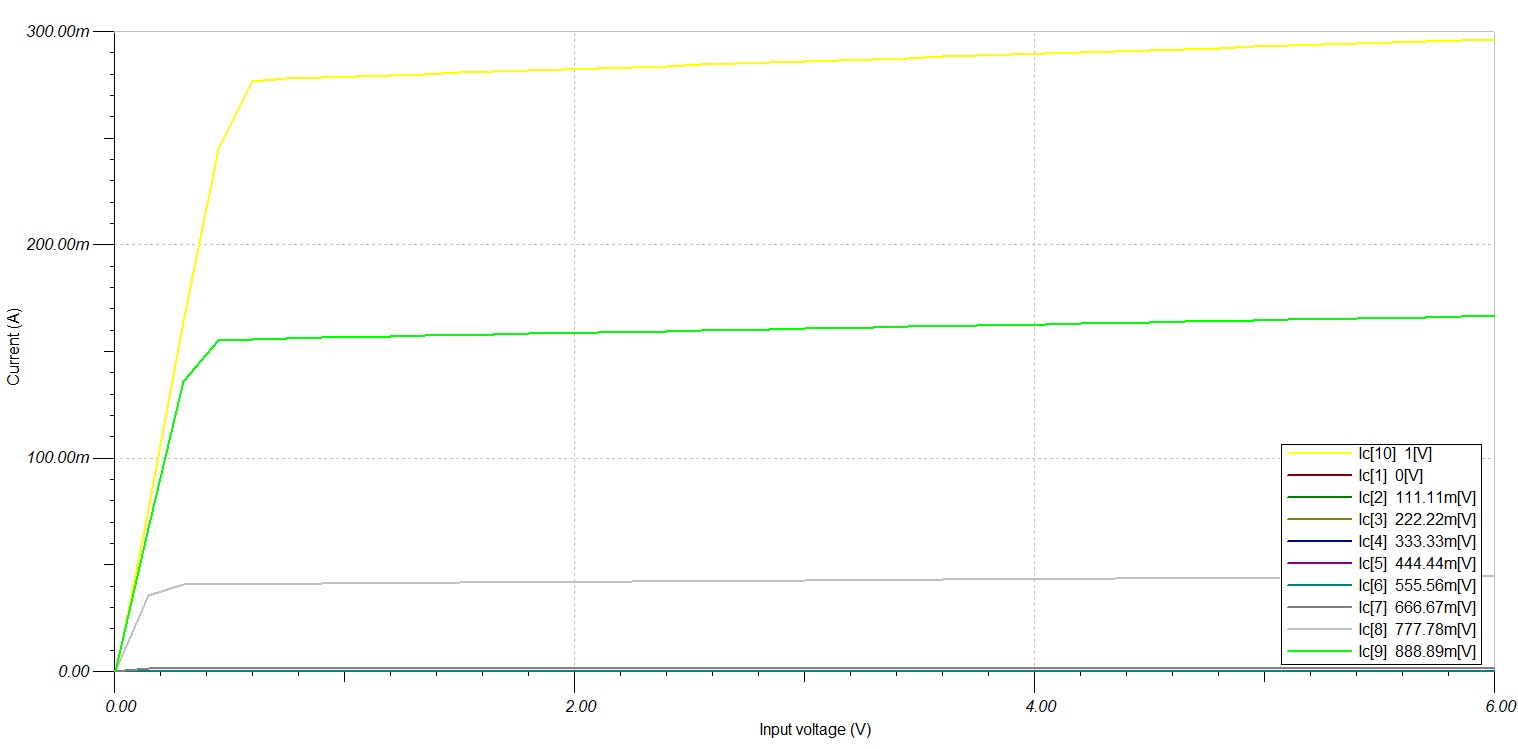 300.00m
200.00m
100.00m
0.00
Current (A)
0.00
2.00
4.00
6.00
Input voltage (V)
Ic[10] 1[V]
Ic[1] 0[V]
Ic[2] 111.11m[V]
Ic[3] 222.22m[V]
Ic[4] 333.33m[V]
Ic[5] 444.44m[V]
Ic[6] 555.56m[V]
Ic[7] 666.67m[V]
Ic[8] 777.78m[V]
Ic[9] 888.89m[V]